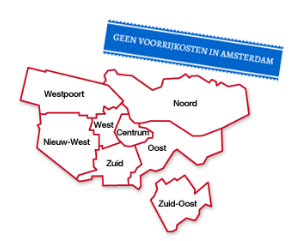 GEEN VOORRIJKOSTEN IN AMSTERDAM
Westpoort
Noord
West
Centrum
Nieuw-West
Oost
Zuid
Zuid-Oost